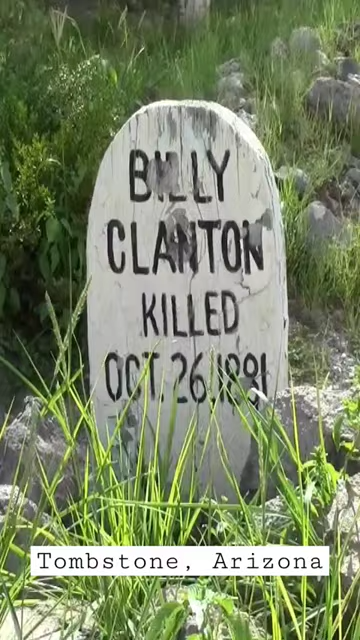 BILLY
CLANTON
KILLED
OCT. 26, 1881
Tombstone, Arizona